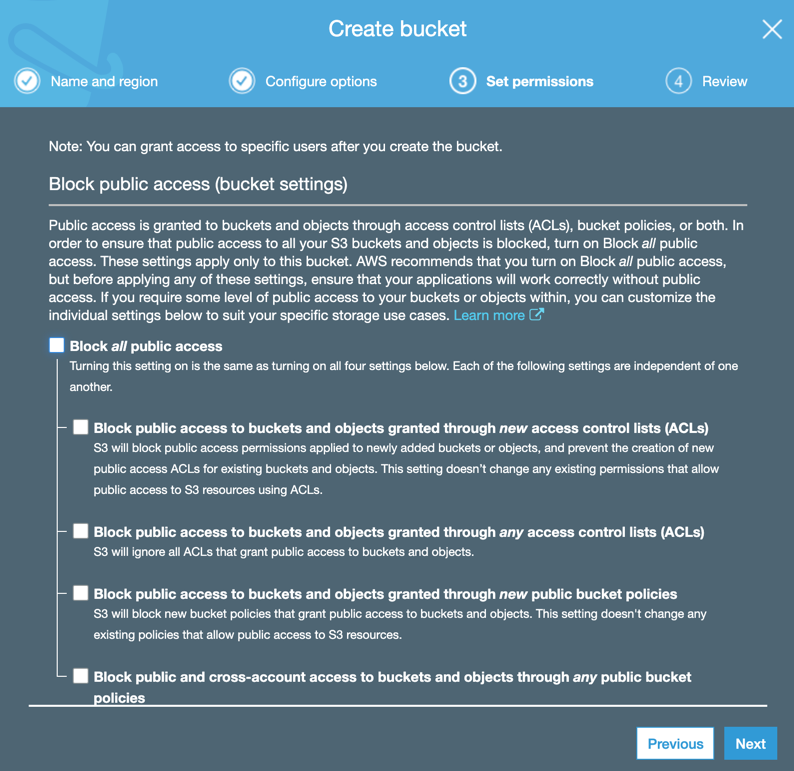 Create bucket
Name and region
Configure options
3 Set permissions
4 Review
Note: You can grant access to specific users after you create the bucket.
Block public access (bucket settings)
Public access is granted to buckets and objects through access control lists (ACLs), bucket policies, or both. In
order to ensure that public access to all your S3 buckets and objects is blocked, turn on Block all public
access. These settings apply only to this bucket. AWS recommends that you turn on Block all public access,
but before applying any of these settings, ensure that your applications will work correctly without public
access. If you require some level of public access to your buckets or objects within, you can customize the
individual settings below to suit your specific storage use cases. Learn more
Block all public access
Turning this setting on is the same as turning on all four settings below. Each of the following settings are independent of one
another.
Block public access to buckets and objects granted through new access control lists (ACLs)
S3 will block public access permissions applied to newly added buckets or objects, and prevent the creation of new
public access ACLs for existing buckets and objects. This setting doesn't change any existing permissions that allow
public access to S3 resources using ACLs.
Block public access to buckets and objects granted through any access control lists (ACLs)
S3 will ignore all ACLs that grant public access to buckets and objects.
Block public access to buckets and objects granted through new public bucket policies
S3 will block new bucket policies that grant public access to buckets and objects. This setting doesn't change any
existing policies that allow public access to S3 resources.
Block public and cross-account access to buckets and objects through any public bucket
policies
Previous
Next